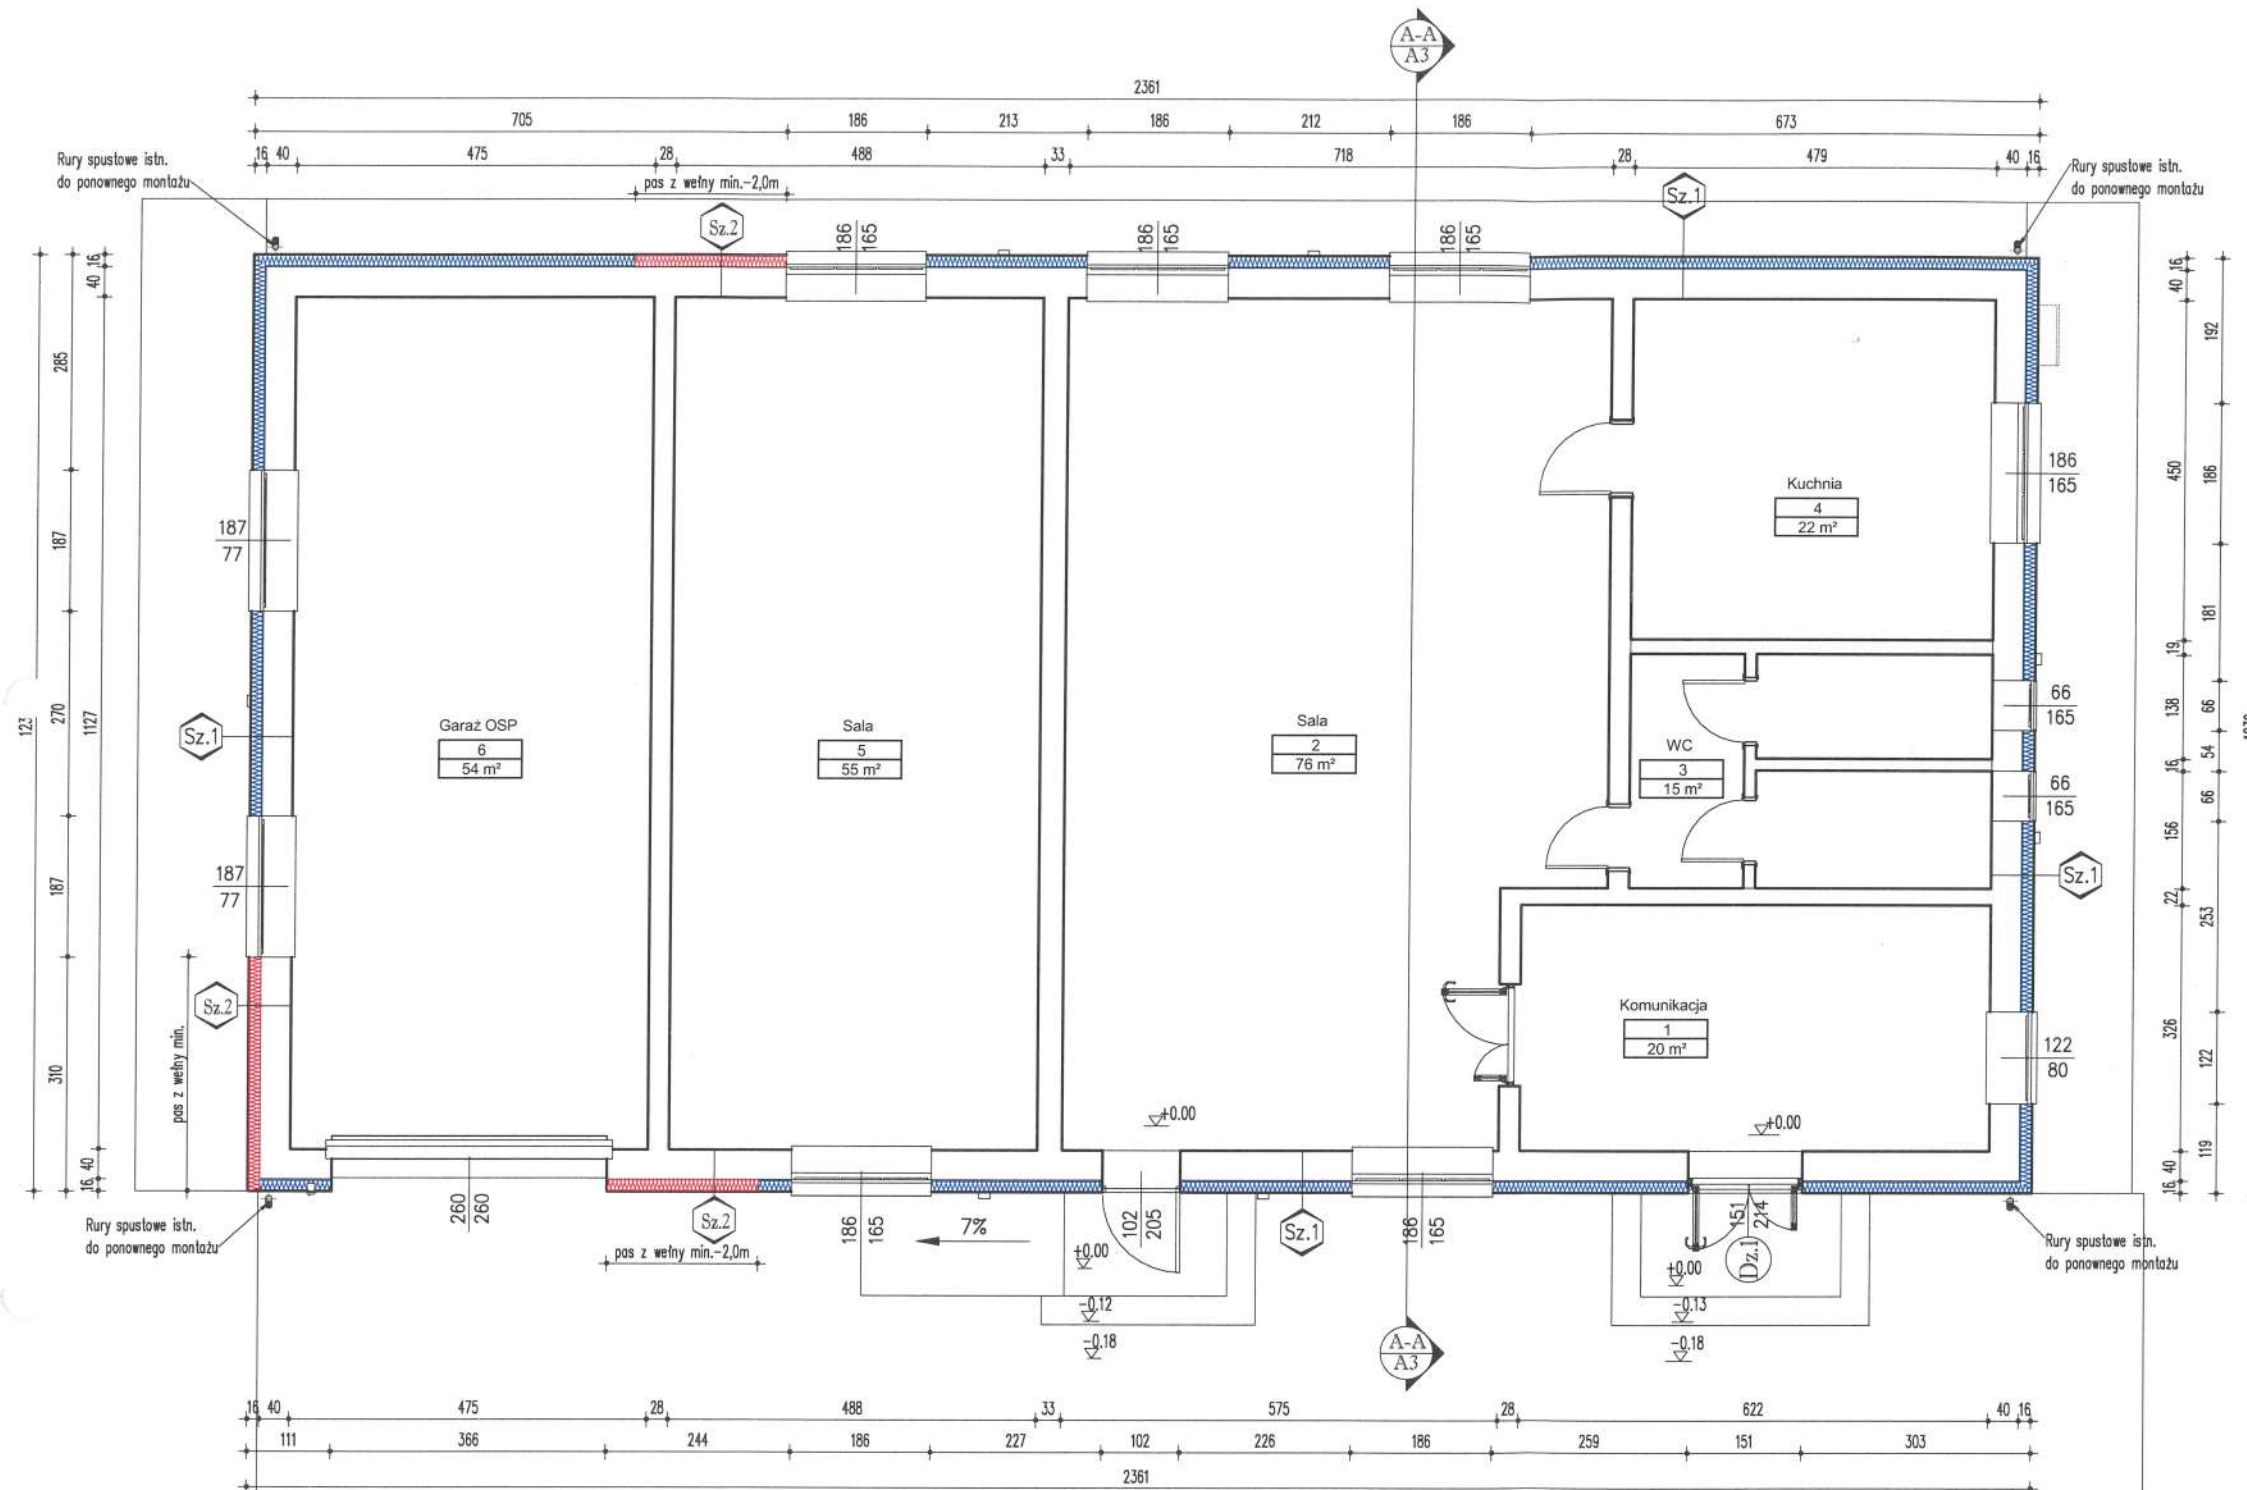 A-A
A3
2361
705 186 213 186 212 186 673
16 40 475 28 488 33 718 28 479 40 16
Rury spustowe istn.
do ponownego montażu
pas z wełny min.-2,0m
Sz.2
Sz.1
Rury spustowe istn.
do ponownego montażu
186
165
186
165
186
165
16
40
285
187
270
1127
123
187
310
40
16
187
77
187
77
Sz.1
Sz.2
pas z wełny min.
Garaż OSP
6
54 m²
Sala
5
55 m²
Sala
2
76 m²
Kuchnia
4
22 m²
WC
3
15 m²
Komunikacja
1
20 m²
+0.00
+0.00
186
165
66
165
66
165
Sz.1
122
80
16
40
450
19
138
16
156
22
326
40
16
192
186
181
66
54
66
253
122
119
Rury spustowe istn.
do ponownego montażu
260
260
Sz.2
pas z wełny min.-2,0m
186
165
7%
102
205
+0.00
-0.12
-0.18
Sz.1
186
165
151
214
Dz.1
+0.00
-0.13
-0.18
Rury spustowe istn.
do ponownego montażu
A-A
A3
16 40 475 28 488 33 575 28 622 40 16
111 366 244 186 227 102 226 186 259 151 303
2361